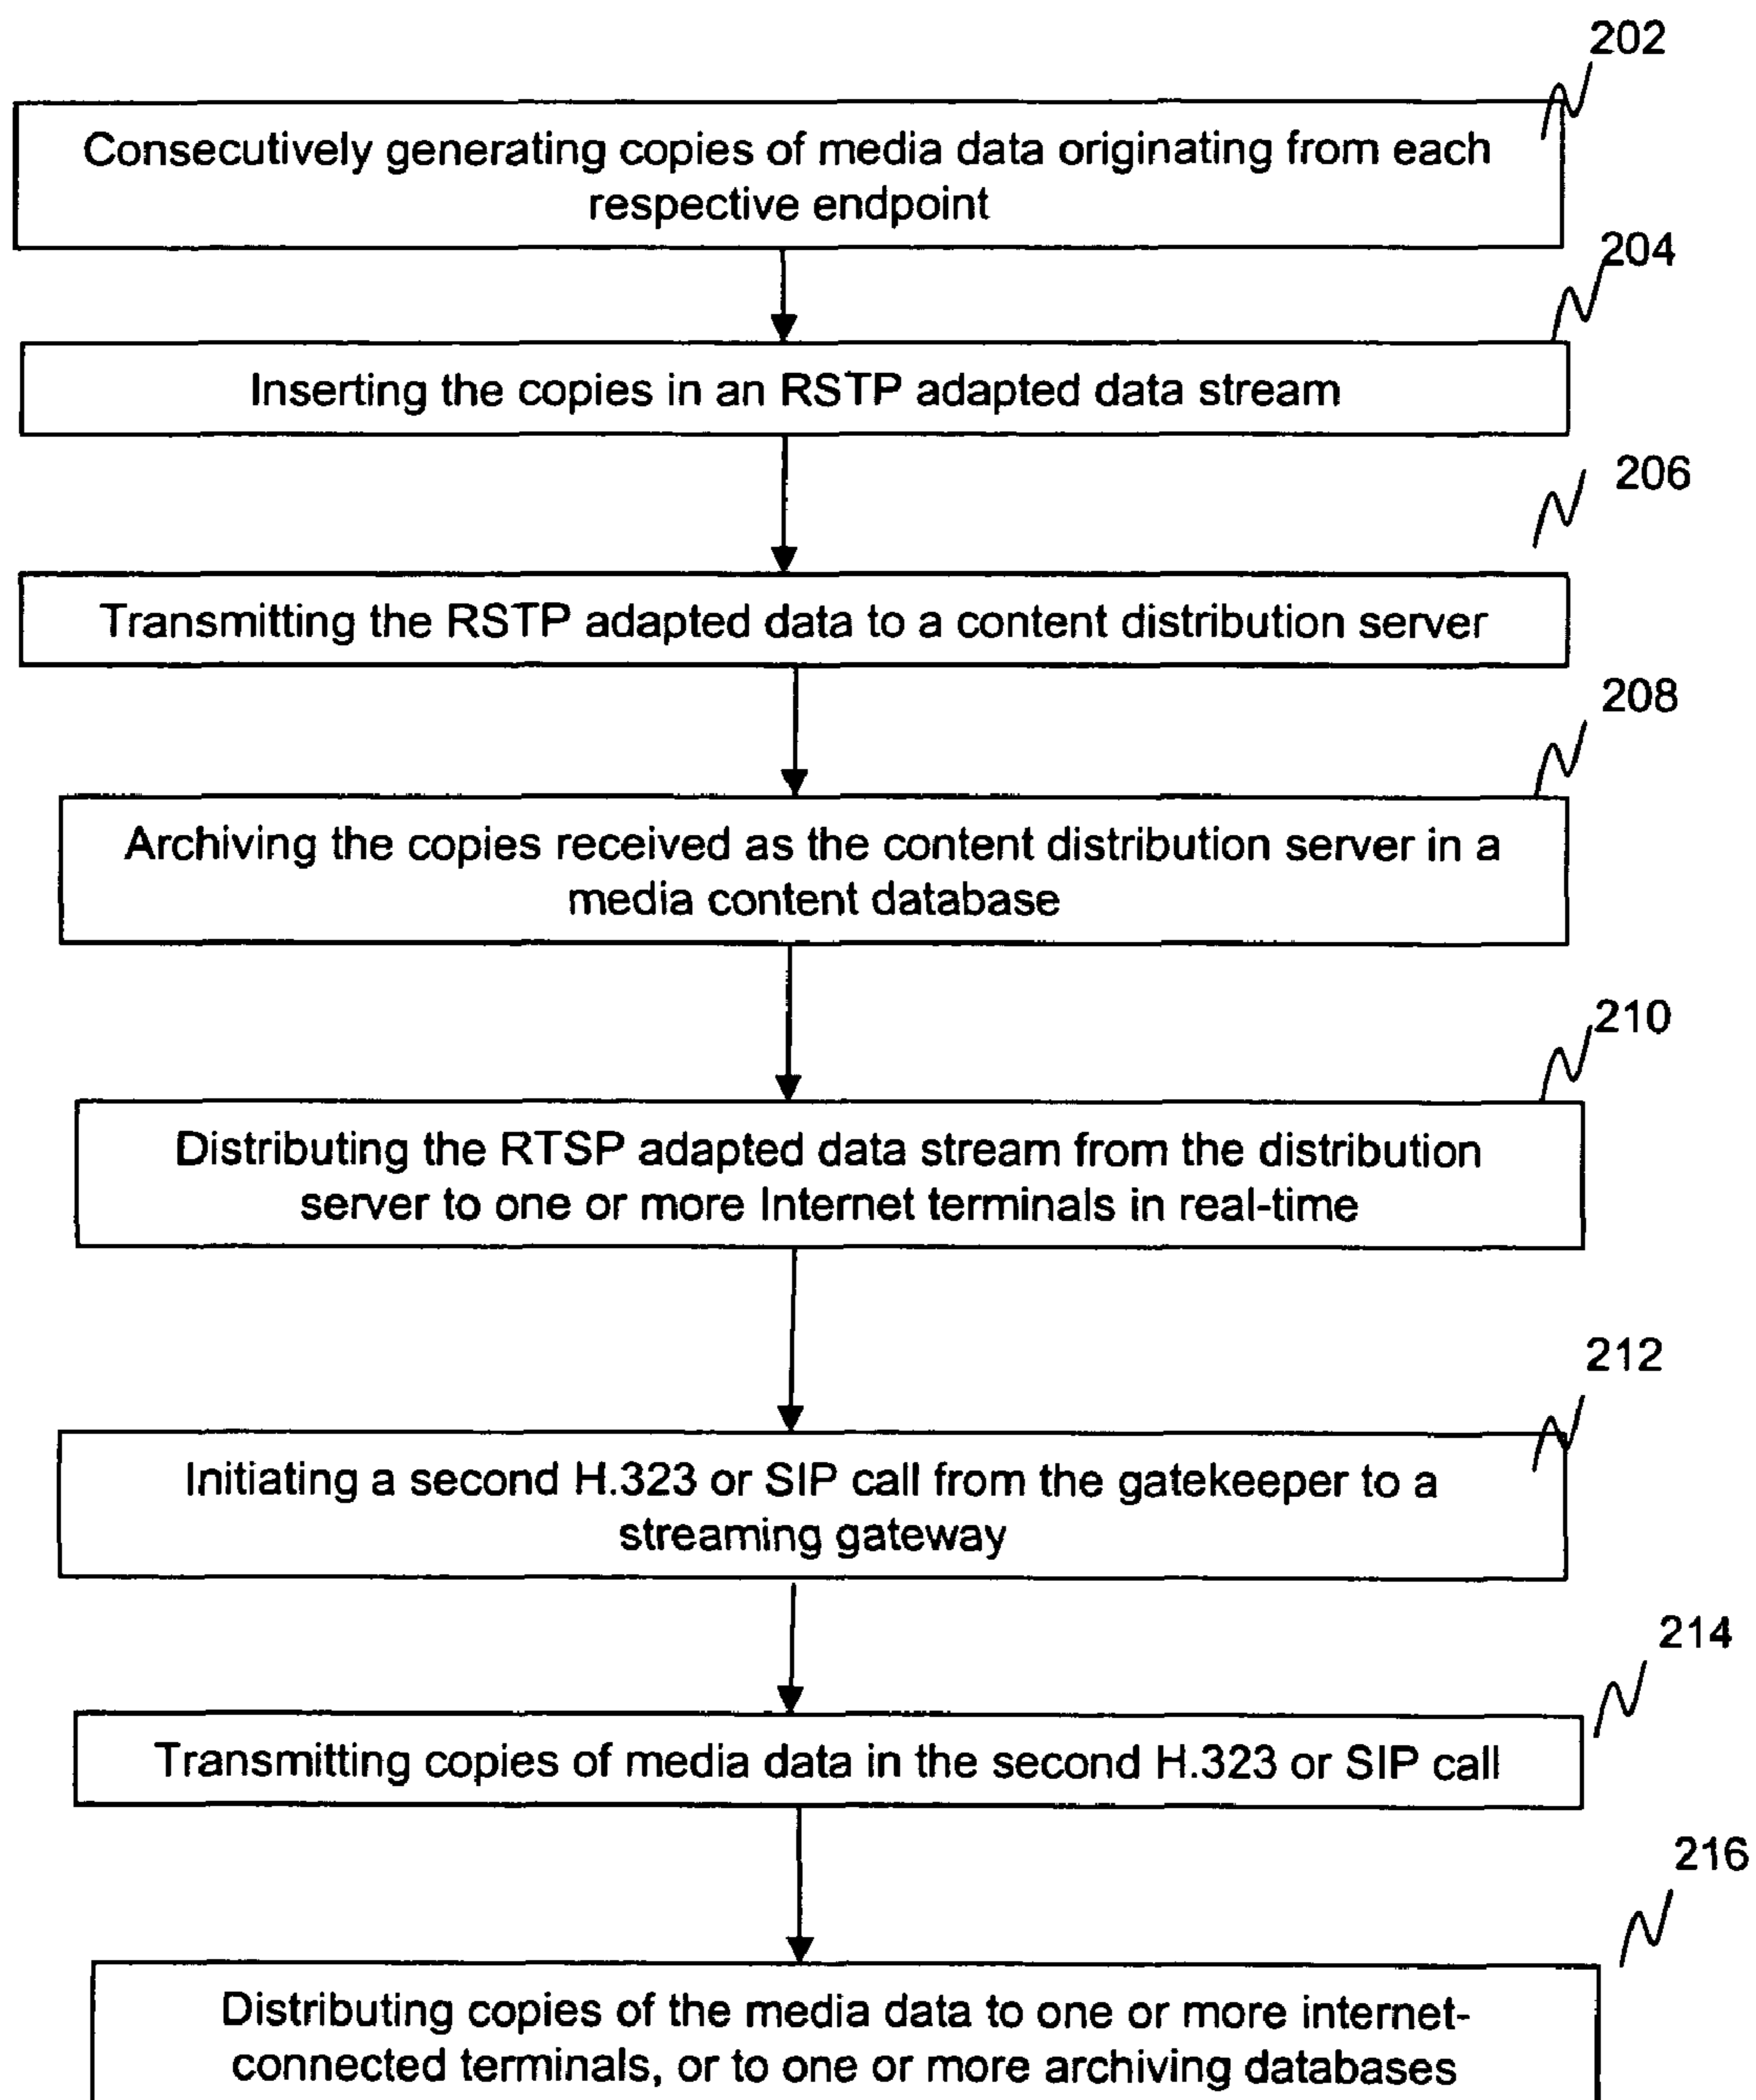 202
Consecutively generating copies of media data originating from each
respective endpoint
204
Inserting the copies in an RSTP adapted data stream
206
Transmitting the RSTP adapted data to a content distribution server
208
Archiving the copies received as the content distribution server in a
media content database
210
Distributing the RTSP adapted data stream from the distribution
server to one or more Internet terminals in real-time
212
Initiating a second H.323 or SIP call from the gatekeeper to a
streaming gateway
214
Transmitting copies of media data in the second H.323 or SIP call
216
Distributing copies of the media data to one or more internet-
connected terminals, or to one or more archiving databases